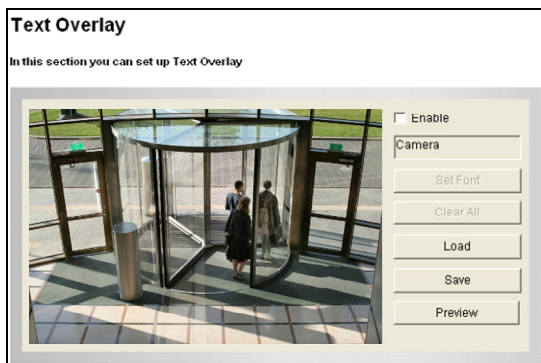 Text Overlay
In this section you can set up Text Overlay
Enable
Camera
Set Font
Clear All
Load
Save
Preview